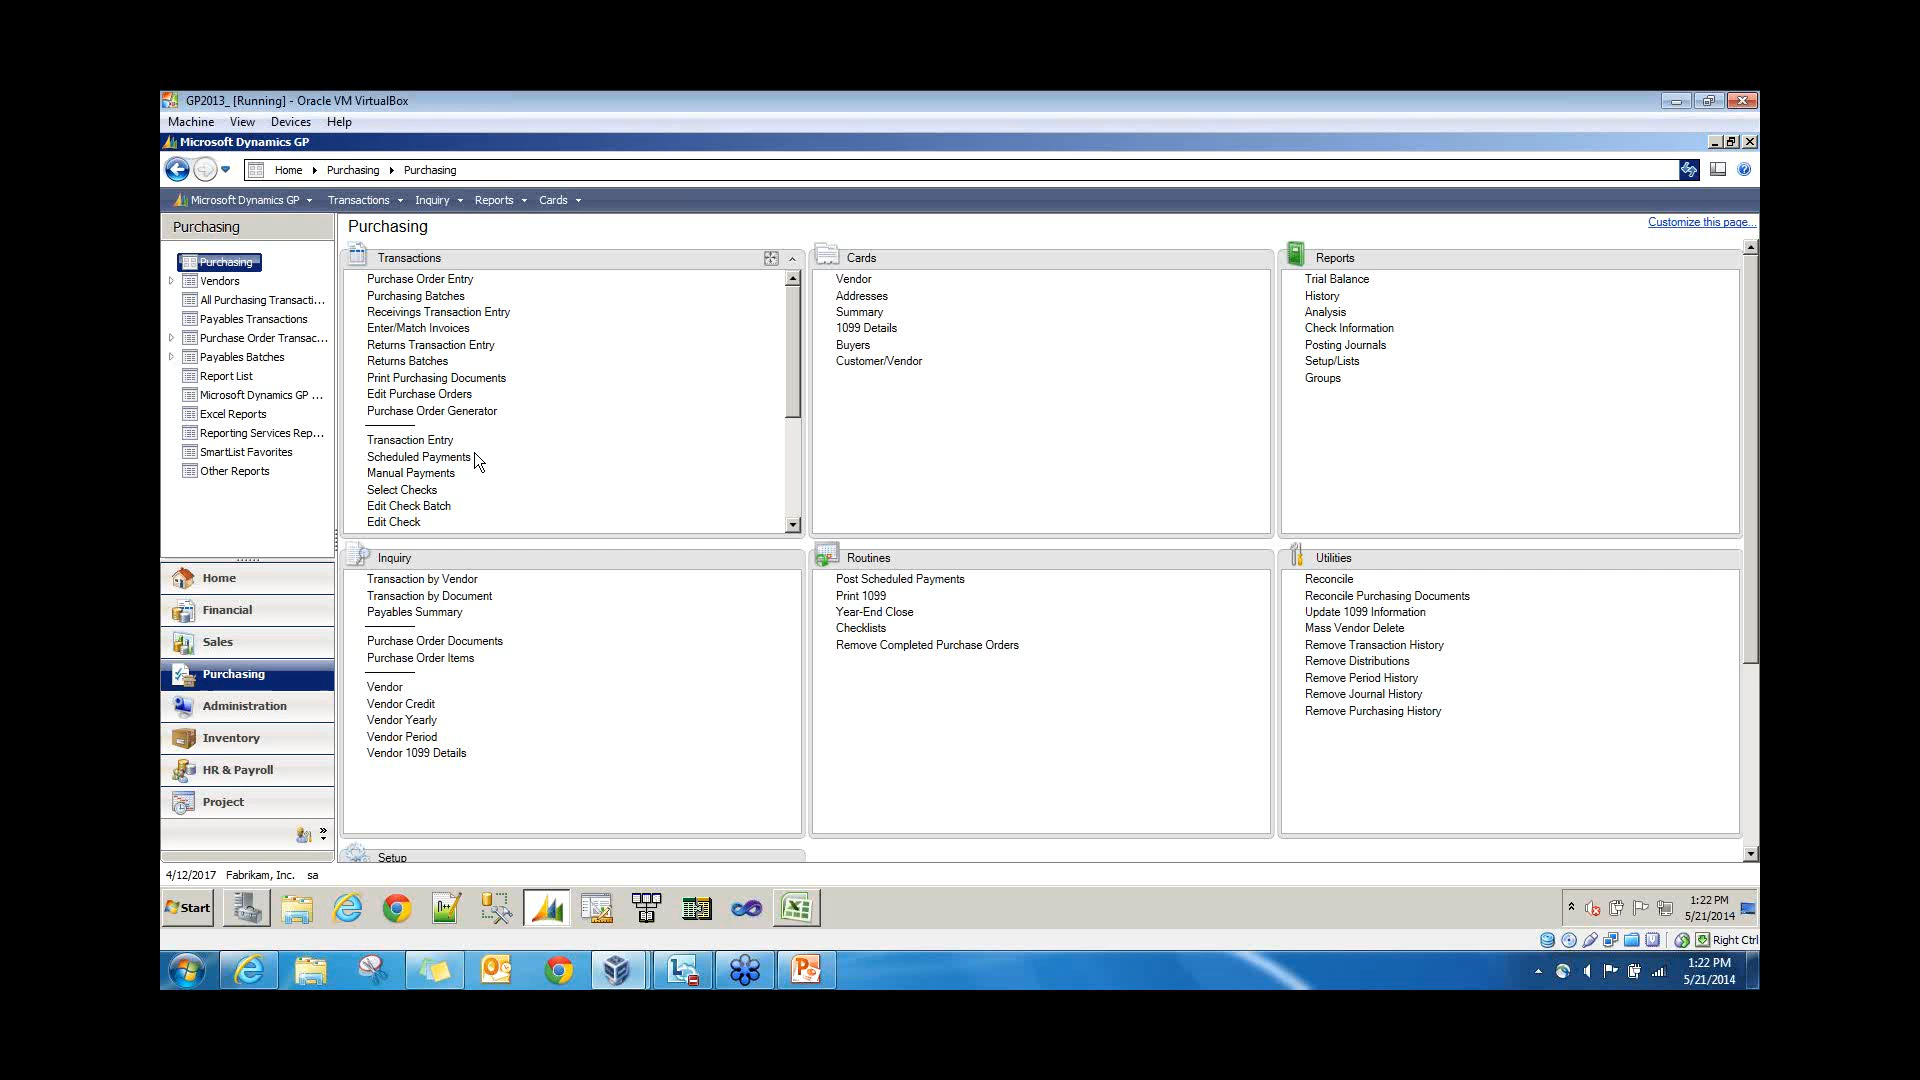 GP2013_ [Running] - Oracle VM VirtualBox
Machine View Devices Help
Microsoft Dynamics GP
Home Purchasing Purchasing
Microsoft Dynamics GP Transactions Inquiry Reports Cards
Purchasing
Purchasing
Vendors
All Purchasing Transacti...
Payables Transactions
Purchase Order Transac...
Payables Batches
Report List
Microsoft Dynamics GP ...
Excel Reports
Reporting Services Rep...
SmartList Favorites
Other Reports
Home
Financial
Sales
Purchasing
Administration
Inventory
HR & Payroll
Project
Purchasing
Customize this page...
Transactions
Purchase Order Entry
Purchasing Batches
Receivings Transaction Entry
Enter/Match Invoices
Returns Transaction Entry
Returns Batches
Print Purchasing Documents
Edit Purchase Orders
Purchase Order Generator
Transaction Entry
Scheduled Payments
Manual Payments
Select Checks
Edit Check Batch
Edit Check
Cards
Vendor
Addresses
Summary
1099 Details
Buyers
Customer/Vendor
Reports
Trial Balance
History
Analysis
Check Information
Posting Journals
Setup/Lists
Groups
Inquiry
Transaction by Vendor
Transaction by Document
Payables Summary
Purchase Order Documents
Purchase Order Items
Vendor
Vendor Credit
Vendor Yearly
Vendor Period
Vendor 1099 Details
Routines
Post Scheduled Payments
Print 1099
Year-End Close
Checklists
Remove Completed Purchase Orders
Utilities
Reconcile
Reconcile Purchasing Documents
Update 1099 Information
Mass Vendor Delete
Remove Transaction History
Remove Distributions
Remove Period History
Remove Journal History
Remove Purchasing History
Setup
4/12/2017 Fabrikam, Inc. sa
Start
1:22 PM
5/21/2014
Right Ctrl
1:22 PM
5/21/2014